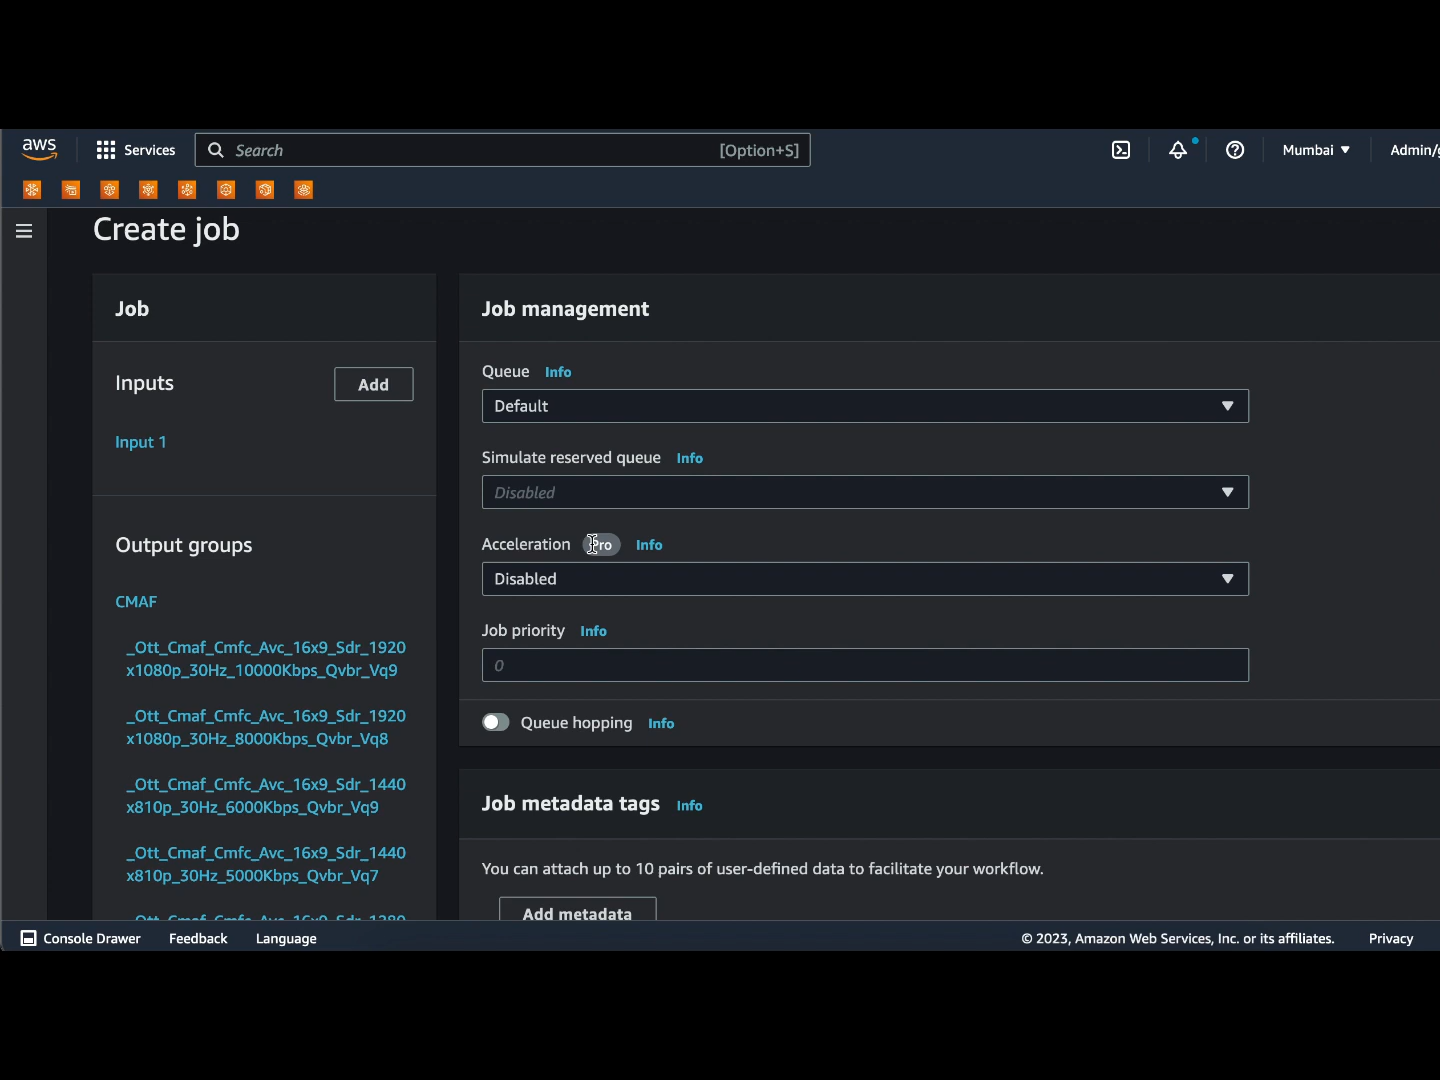 aws
Services
Search
[Option+S]
Mumbai
Admin/
Create job
Job
Inputs
Add
Input 1
Output groups
CMAF
_Ott_Cmaf_Cmfc_Avc_16x9_Sdr_1920
x1080p_30Hz_10000Kbps_Qvbr_Vq9
_Ott_Cmaf_Cmfc_Avc_16x9_Sdr_1920
x1080p_30Hz_8000Kbps_Qvbr_Vq8
_Ott_Cmaf_Cmfc_Avc_16x9_Sdr_1440
x810p_30Hz_6000Kbps_Qvbr_Vq9
_Ott_Cmaf_Cmfc_Avc_16x9_Sdr_1440
x810p_30Hz_5000Kbps_Qvbr_Vq7
_Ott_Cmaf_Cmfc_Avc_16x9_Sdr_1280
Job management
Queue Info
Default
Simulate reserved queue Info
Disabled
Acceleration Pro Info
Disabled
Job priority Info
0
Queue hopping Info
Job metadata tags Info
You can attach up to 10 pairs of user-defined data to facilitate your workflow.
Add metadata
Console Drawer
Feedback
Language
© 2023, Amazon Web Services, Inc. or its affiliates.
Privacy